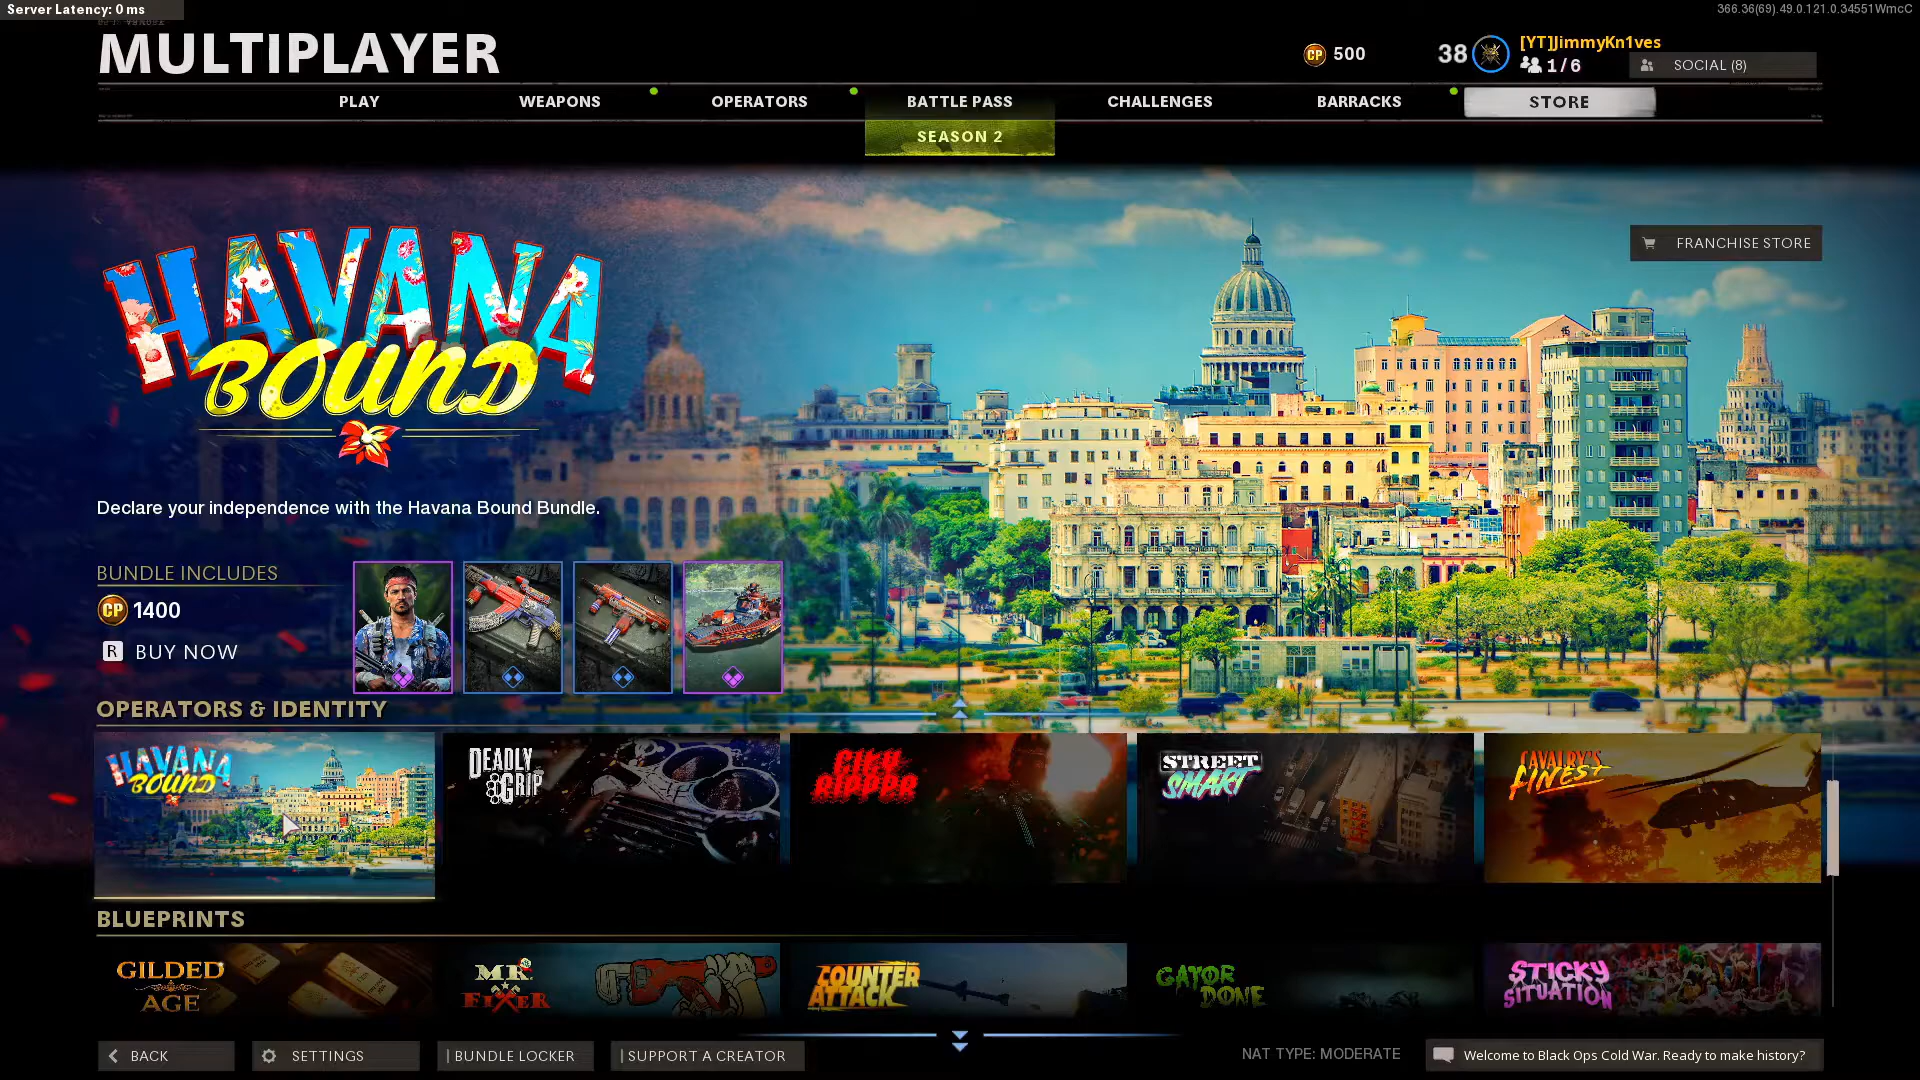 Server Latency: 0 ms
366.36(69).49.0.121.0.34551WmcC
MULTIPLAYER
CP 500
38
[YT]JimmyKn1ves
1/6
SOCIAL (8)
PLAY
WEAPONS
OPERATORS
BATTLE PASS
CHALLENGES
BARRACKS
STORE
SEASON 2
FRANCHISE STORE
HAVANA
BOUND
Declare your independence with the Havana Bound Bundle.
BUNDLE INCLUDES
CP 1400
R BUY NOW
OPERATORS & IDENTITY
HAVANA
BOUND
DEADLY
GRIP
CITY
RIPPER
STREET
SMART
CAVALRY'S
FINEST
BLUEPRINTS
GILDED
AGE
MR.
FIXER
COUNTER
ATTACK
GATOR
DONE
STICKY
SITUATION
BACK
SETTINGS
BUNDLE LOCKER
SUPPORT A CREATOR
NAT TYPE: MODERATE
Welcome to Black Ops Cold War. Ready to make history?